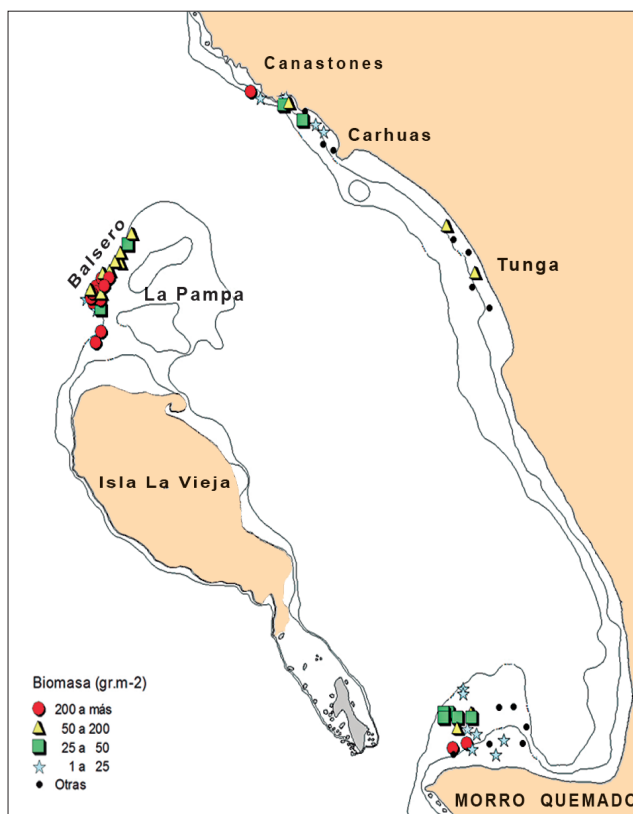 Canastones
Carhuas
Balsero
Tunga
La Pampa
Isla La Vieja
Biomasa (gr.m-2)
200 a más
50 a 200
25 a 50
1 a 25
Otras
MORRO QUEMADO